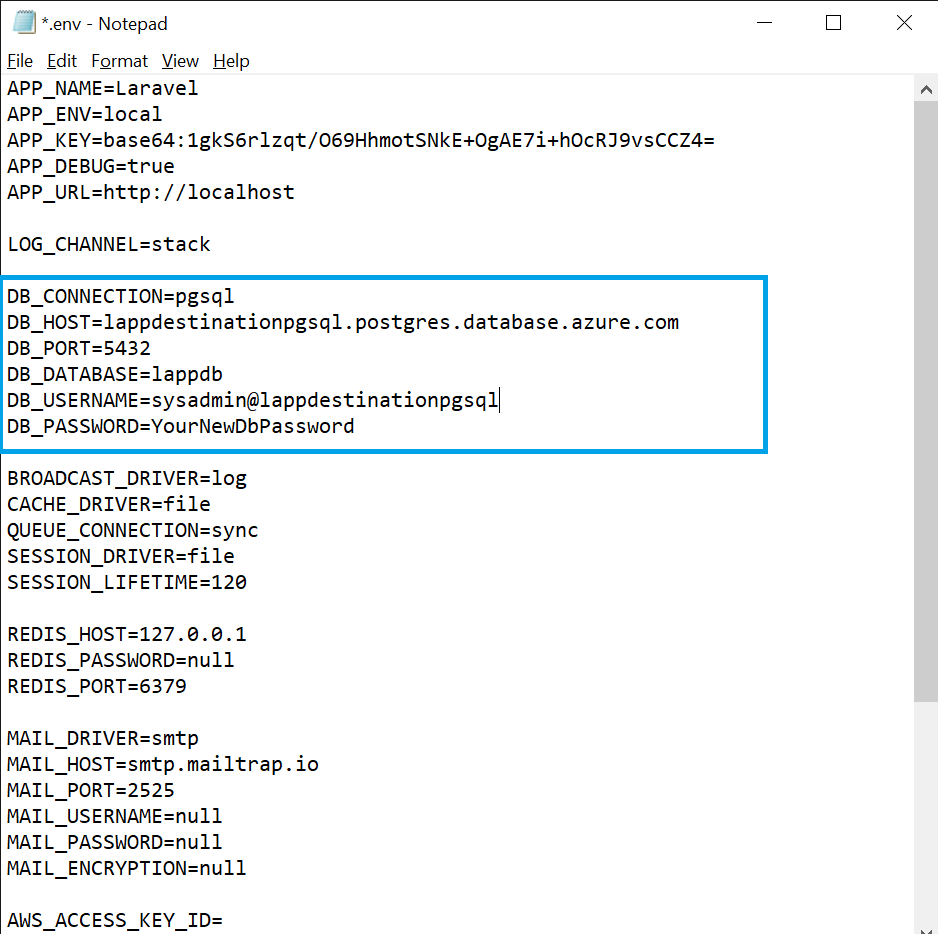 *.env - Notepad
File Edit Format View Help
APP_NAME=Laravel
APP_ENV=local
APP_KEY=base64:1gkS6rlzqt/O69HhmotSNkE+OgAE7i+hOcRJ9vsCCZ4=
APP_DEBUG=true
APP_URL=http://localhost
LOG_CHANNEL=stack
DB_CONNECTION=pgsql
DB_HOST=lappdestinationpgsql.postgres.database.azure.com
DB_PORT=5432
DB_DATABASE=lappdb
DB_USERNAME=sysadmin@lappdestinationpgsql
DB_PASSWORD=YourNewDbPassword
BROADCAST_DRIVER=log
CACHE_DRIVER=file
QUEUE_CONNECTION=sync
SESSION_DRIVER=file
SESSION_LIFETIME=120
REDIS_HOST=127.0.0.1
REDIS_PASSWORD=null
REDIS_PORT=6379
MAIL_DRIVER=smtp
MAIL_HOST=smtp.mailtrap.io
MAIL_PORT=2525
MAIL_USERNAME=null
MAIL_PASSWORD=null
MAIL_ENCRYPTION=null
AWS_ACCESS_KEY_ID=